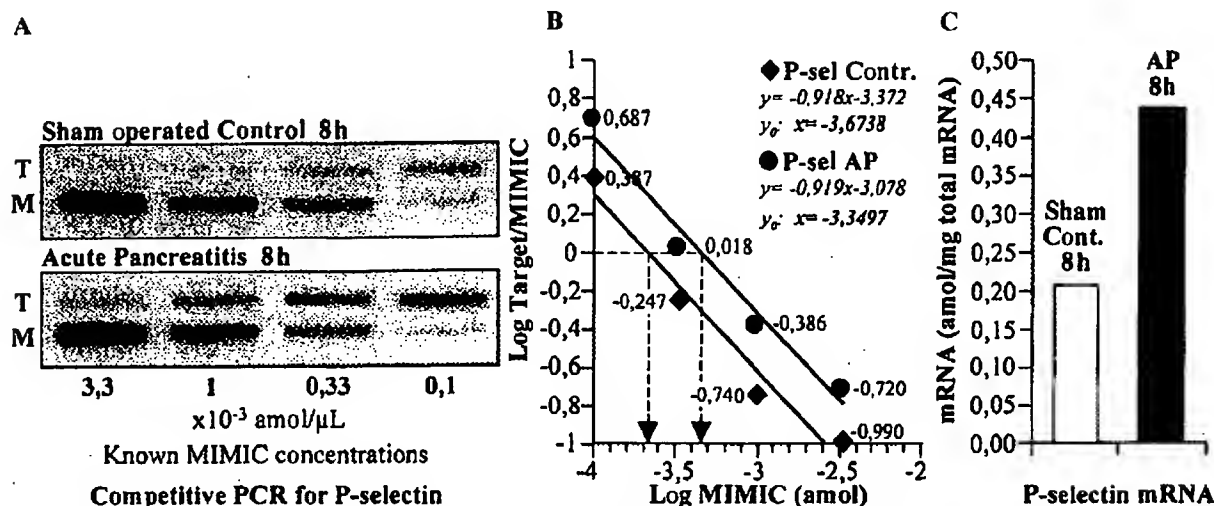 A
Sham operated Control 8h
T
M
Acute Pancreatitis 8h
T
M
3,3 1 0,33 0,1
x10⁻³ amol/µL
Known MIMIC concentrations
Competitive PCR for P-selectin
B
Log Target/MIMIC
1
0,8
0,6
0,4
0,2
0
-0,2
-0,4
-0,6
-0,8
-1
0,687
0,387
0,018
-0,247
-0,386
-0,740
-0,720
-0,990
P-sel Contr.
y= -0,918x-3,372
y₀: x= -3,6738
P-sel AP
y= -0,919x-3,078
y₀: x= -3,3497
-4 -3,5 -3 -2,5 -2
Log MIMIC (amol)
C
mRNA (amol/mg total mRNA)
0,50
0,45
0,40
0,35
0,30
0,25
0,20
0,15
0,10
0,05
0,00
AP
8h
Sham
Cont.
8h
P-selectin mRNA